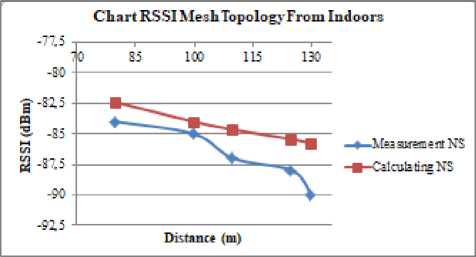 Chart RSSI Mesh Topology From Indoors
-77,5
70 85 100 115 130
-80
-82,5
-85
-87,5
-90
-92,5
RSSI (dBm)
Distance (m)
Measurement NS
Calculating NS